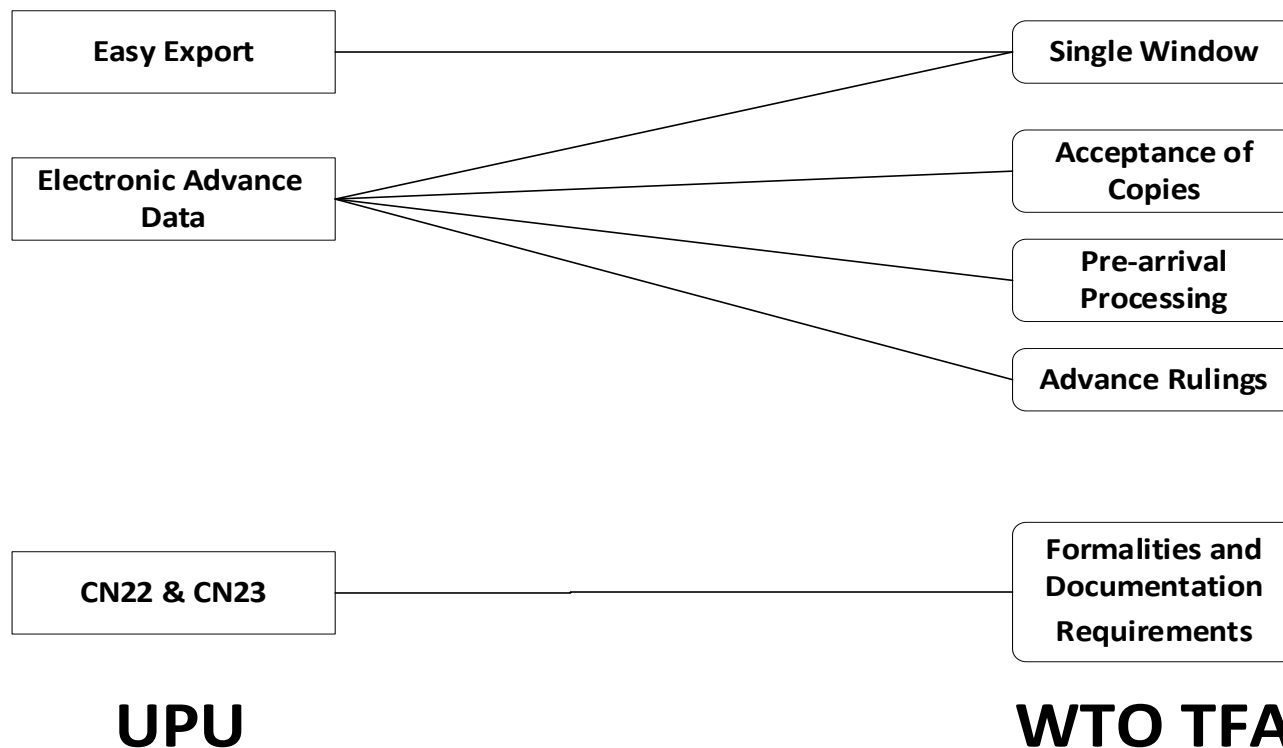 Easy Export
Single Window
Electronic Advance
Data
Acceptance of
Copies
Pre-arrival
Processing
Advance Rulings
CN22 & CN23
Formalities and
Documentation
Requirements
UPU
WTO TFA